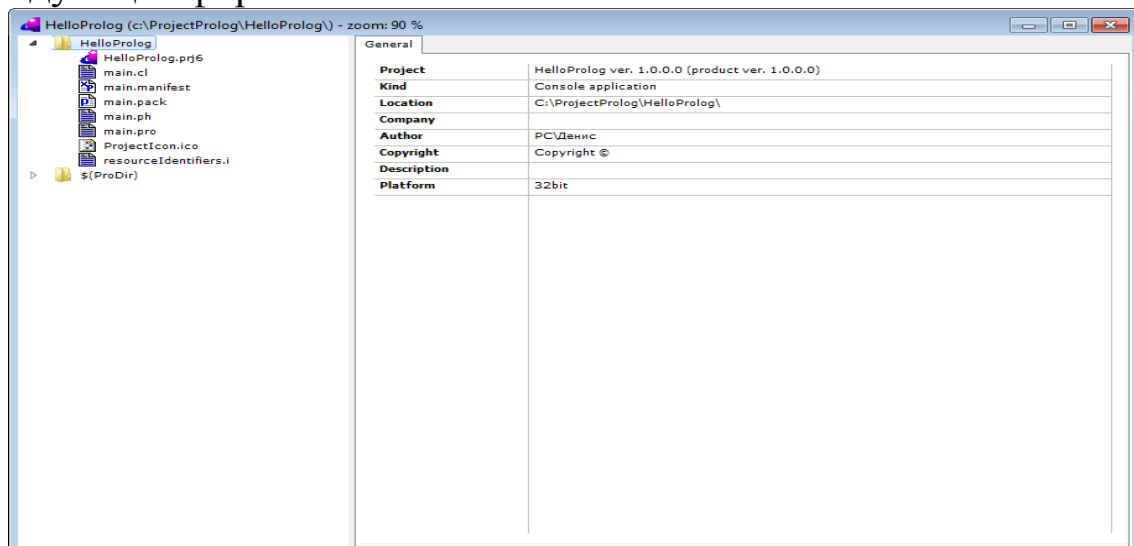 HelloProlog (c:\ProjectProlog\HelloProlog\) - zoom: 90 %
HelloProlog
HelloProlog.prj6
main.cl
main.manifest
main.pack
main.ph
main.pro
ProjectIcon.ico
resourceIdentifiers.i
$(ProDir)
General
Project HelloProlog ver. 1.0.0.0 (product ver. 1.0.0.0)
Kind Console application
Location C:\ProjectProlog\HelloProlog\
Company
Author PC\Денис
Copyright Copyright ©
Description
Platform 32bit